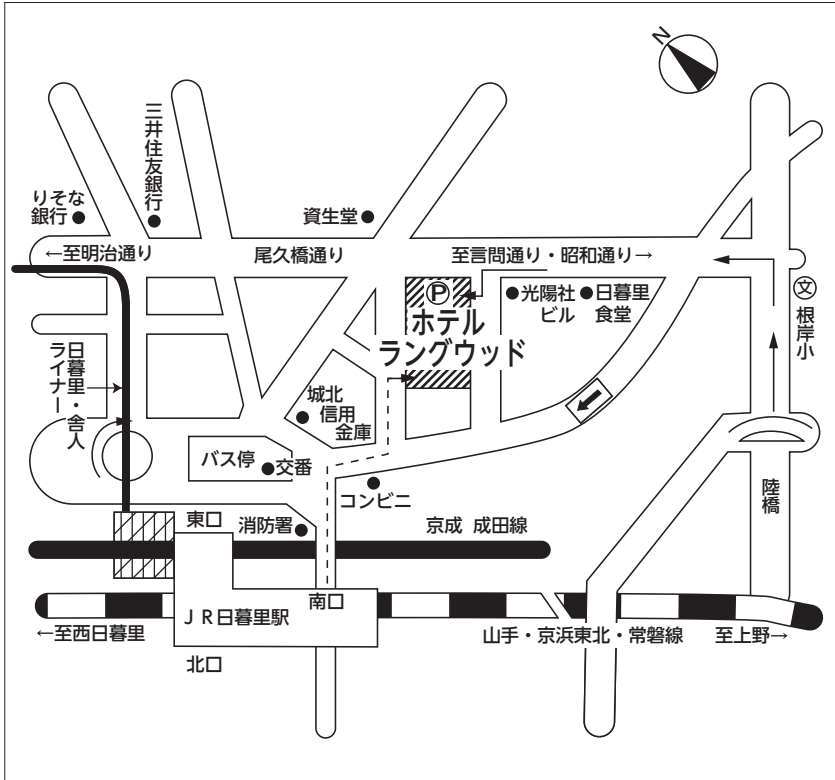 N
三井住友銀行
りそな
銀行
資生堂
←至明治通り
尾久橋通り
至言問通り・昭和通り→
P
ホテル
ラングウッド
光陽社
ビル
日暮里
食堂
文
根岸小
日暮里・舎人
ライナー
城北
信用
金庫
バス停
交番
コンビニ
陸橋
東口
消防署
京成 成田線
南口
JR日暮里駅
←至西日暮里
山手・京浜東北・常磐線
至上野→
北口